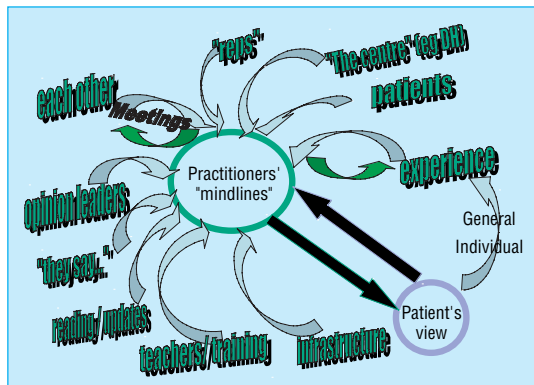 "reps"
"The centre" (eg DH)
each other
Meetings
patients
Practitioners'
"mindlines"
experience
opinion leaders
General
Individual
"they say..."
reading / updates
Patient's
view
teachers / training
infrastructure